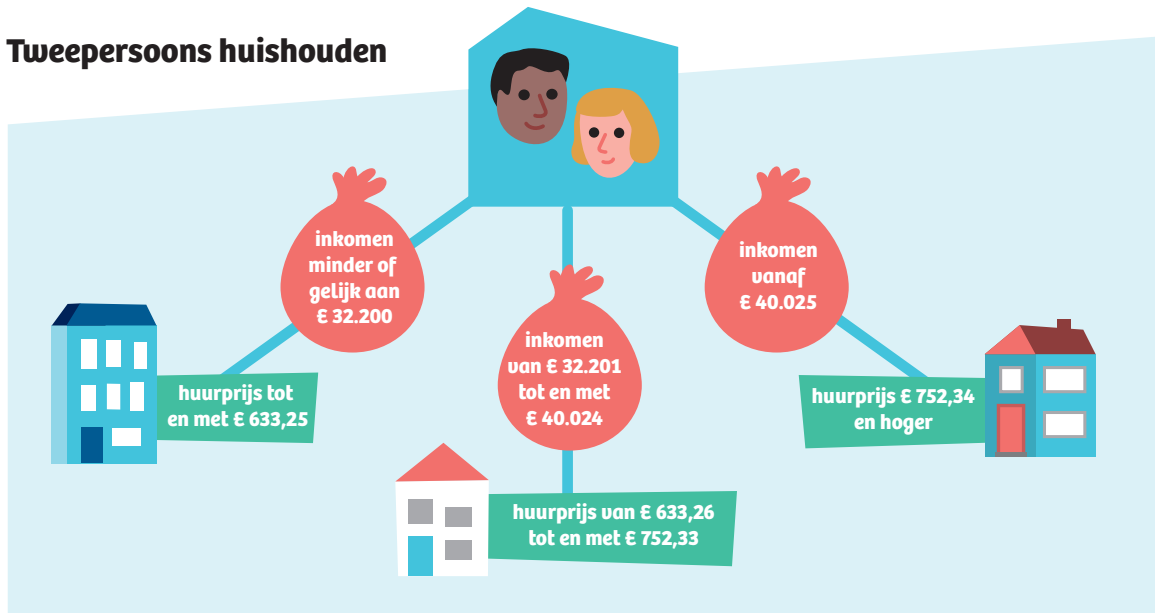 Tweepersoons huishouden
inkomen
minder of
gelijk aan
€ 32.200
huurprijs tot
en met € 633,25
inkomen
van € 32.201
tot en met
€ 40.024
huurprijs van € 633,26
tot en met € 752,33
inkomen
vanaf
€ 40.025
huurprijs € 752,34
en hoger